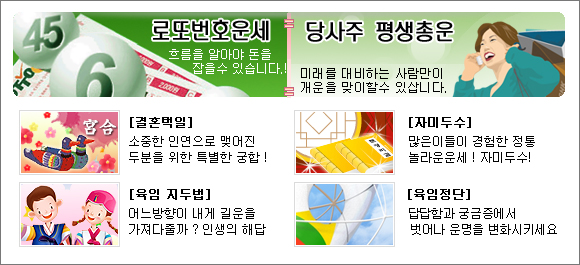 45
6
로또번호운세
흐름을 알아야 돈을
잡을수 있습니다.!
당사주 평생총운
미래를 대비하는 사람만이
개운을 맞이할수 있습니다.
宮合
[결혼택일]
소중한 인연으로 맺어진
두분을 위한 특별한 궁합 !
[자미두수]
많은이들이 경험한 정통
놀라운운세 ! 자미두수!
[육임 지두법]
어느방향이 내게 길운을
가져다줄까 ? 인생의 해답
[육임정단]
답답함과 궁금증에서
벗어나 운명을 변화시키세요